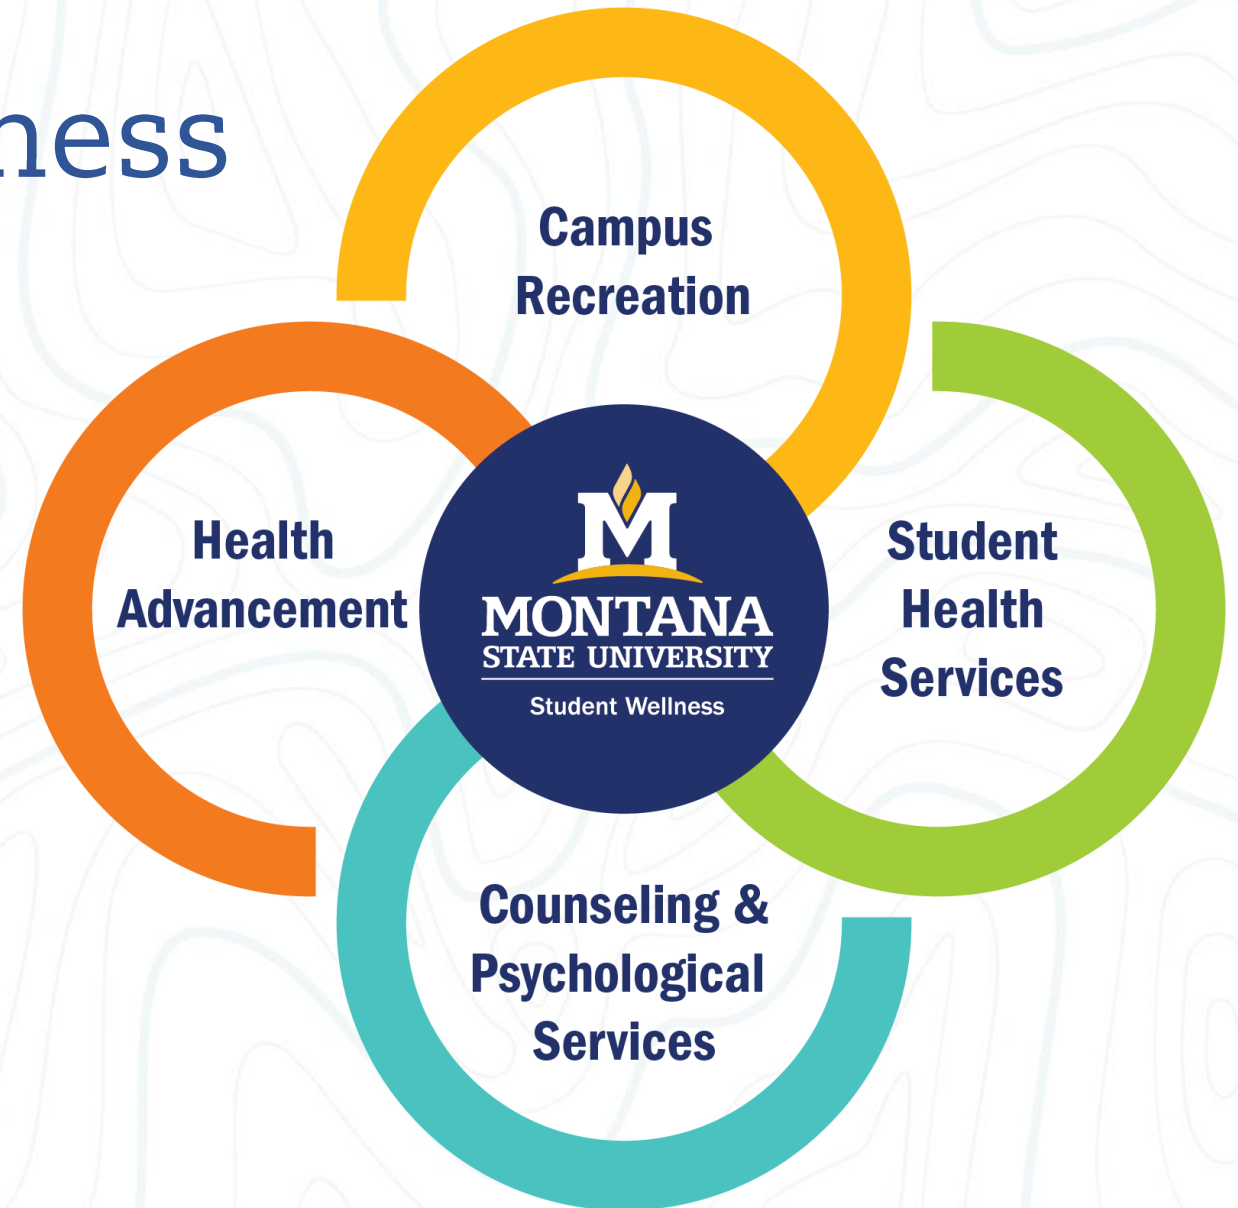 ness
Campus
Recreation
Health
Advancement
M
MONTANA
STATE UNIVERSITY
Student Wellness
Student
Health
Services
Counseling &
Psychological
Services